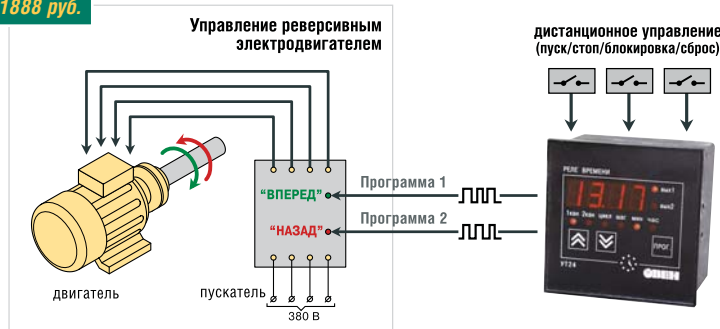 1888 руб.
Управление реверсивным
электродвигателем
дистанционное управление
(пуск/стоп/блокировка/сброс)
"ВПЕРЕД"
Программа 1
"НАЗАД"
Программа 2
двигатель
пускатель
380 В
РЕЛЕ ВРЕМЕНИ
13.17
вых1
вых2
1кан 2кан цикл шаг мин час
ПРОГ
УТ24
ОВЕН